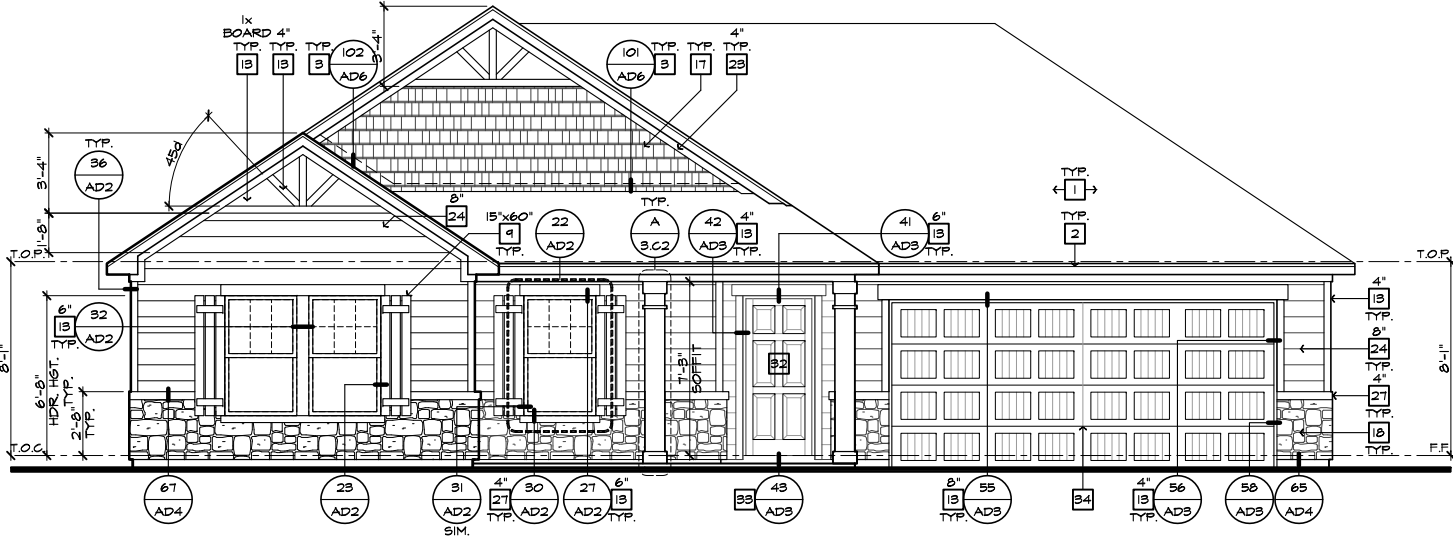 1x
BOARD 4"
TYP. TYP. TYP.
13 13 3
102
AD6
3'-4"
101
AD6
TYP.
3
TYP.
17
4"
TYP.
23
45d
TYP.
36
AD2
3'-4"
1'-8"
8"
24
15"x60"
9
TYP.
22
AD2
TYP.
A
3.C2
42
AD3
4"
13
TYP.
41
AD3
6"
13
TYP.
TYP.
1
TYP.
2
T.O.P.
T.O.P.
8'-1"
6"
13
TYP.
32
AD2
6'-8"
HDR. HGT.
TYP.
2'-8"
TYP.
7'-8"
SOFFIT
32
4"
13
TYP.
8"
24
TYP.
4"
27
TYP.
18
TYP.
8'-1"
T.O.C.
F.F.
67
AD4
23
AD2
31
AD2
SIM.
4"
27
TYP.
30
AD2
27
AD2
6"
13
TYP.
33
43
AD3
8"
13
TYP.
55
AD3
34
4"
13
TYP.
56
AD3
58
AD3
65
AD4